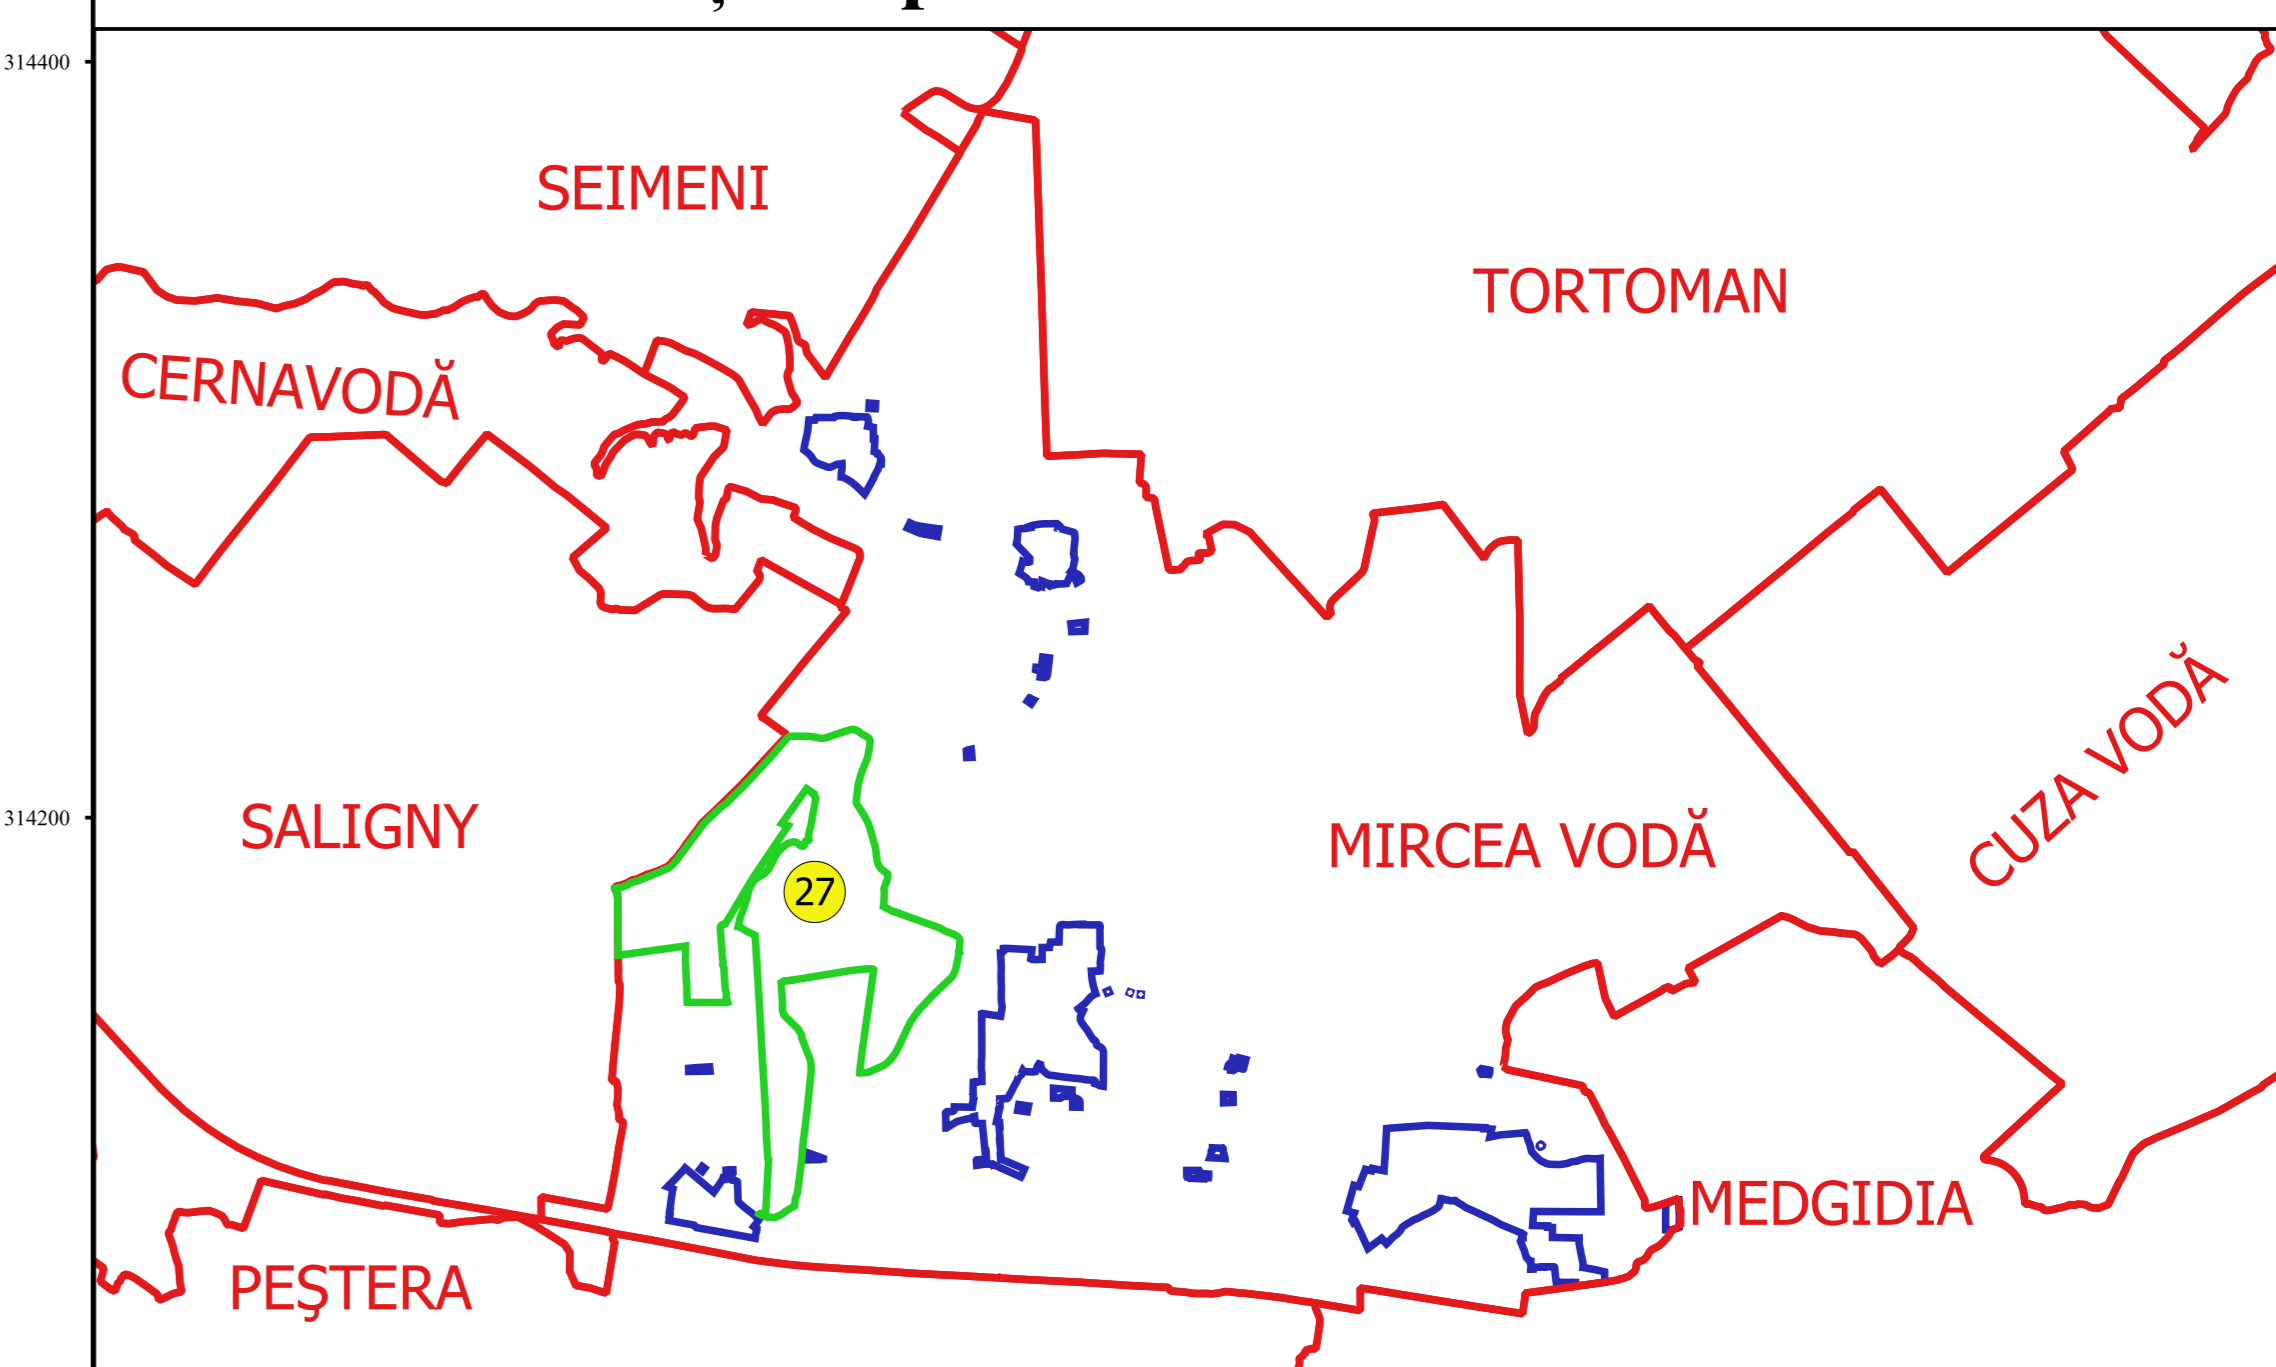 314400
SEIMENI
TORTOMAN
CERNAVODĂ
CUZA VODĂ
314200
SALIGNY
MIRCEA VODĂ
27
MEDGIDIA
PEŞTERA